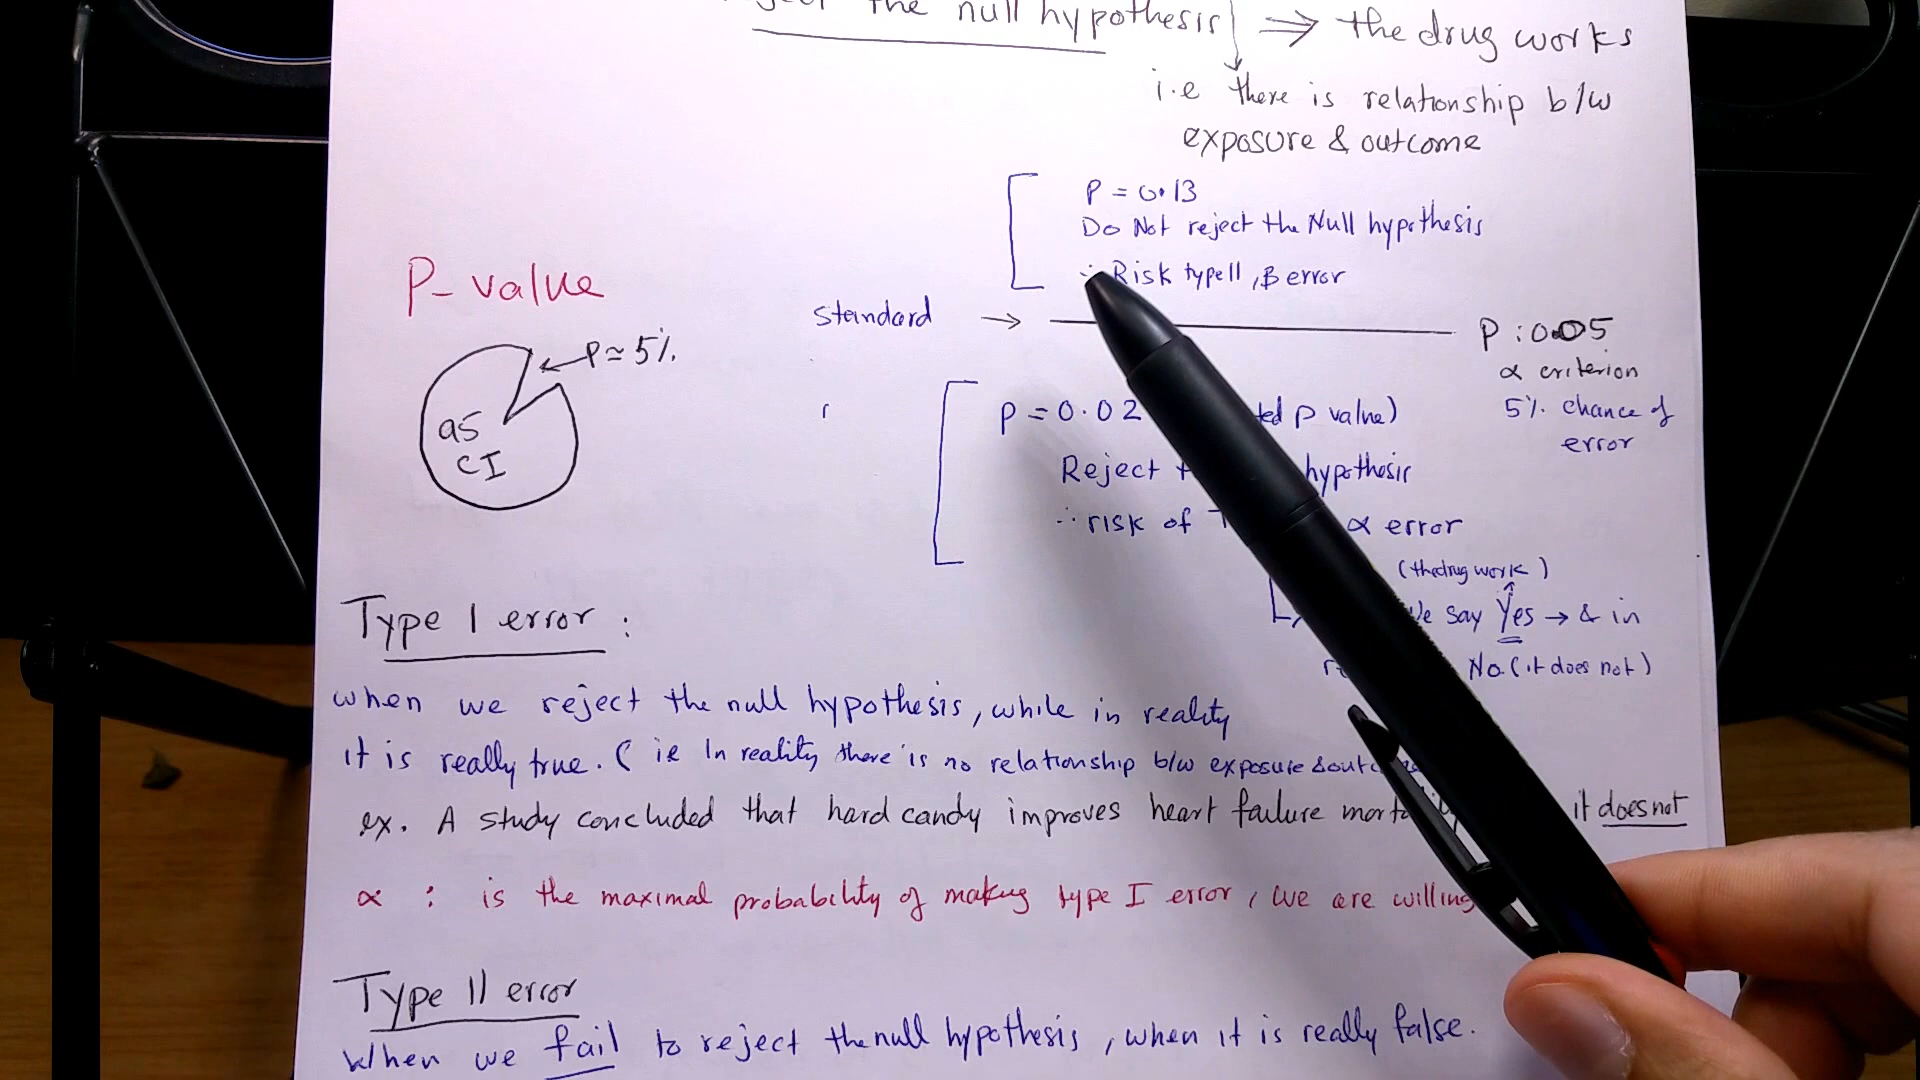 the null hypothesis ⇒ the drug works
i.e there is relationship b/w
exposure & outcome
P = 0.13
Do Not reject the Null hypothesis
∴ Risk type II, β error
P-value
standard → P : 0.05
α criterion
5% chance of
error
P ≃ 5%
95
CI
P = 0.02 p value)
Reject hypothesis
∴ risk of α error
(the drug work)
say Yes → & in
No. (it does not)
Type I error :
when we reject the null hypothesis, while in reality
it is really true. ( ie In reality there is no relationship b/w exposure &
ex. A study concluded that hard candy improves heart failure it does not
α : is the maximal probability of making type I error, we are willing
Type II error
When we fail to reject the null hypothesis, when it is really false.